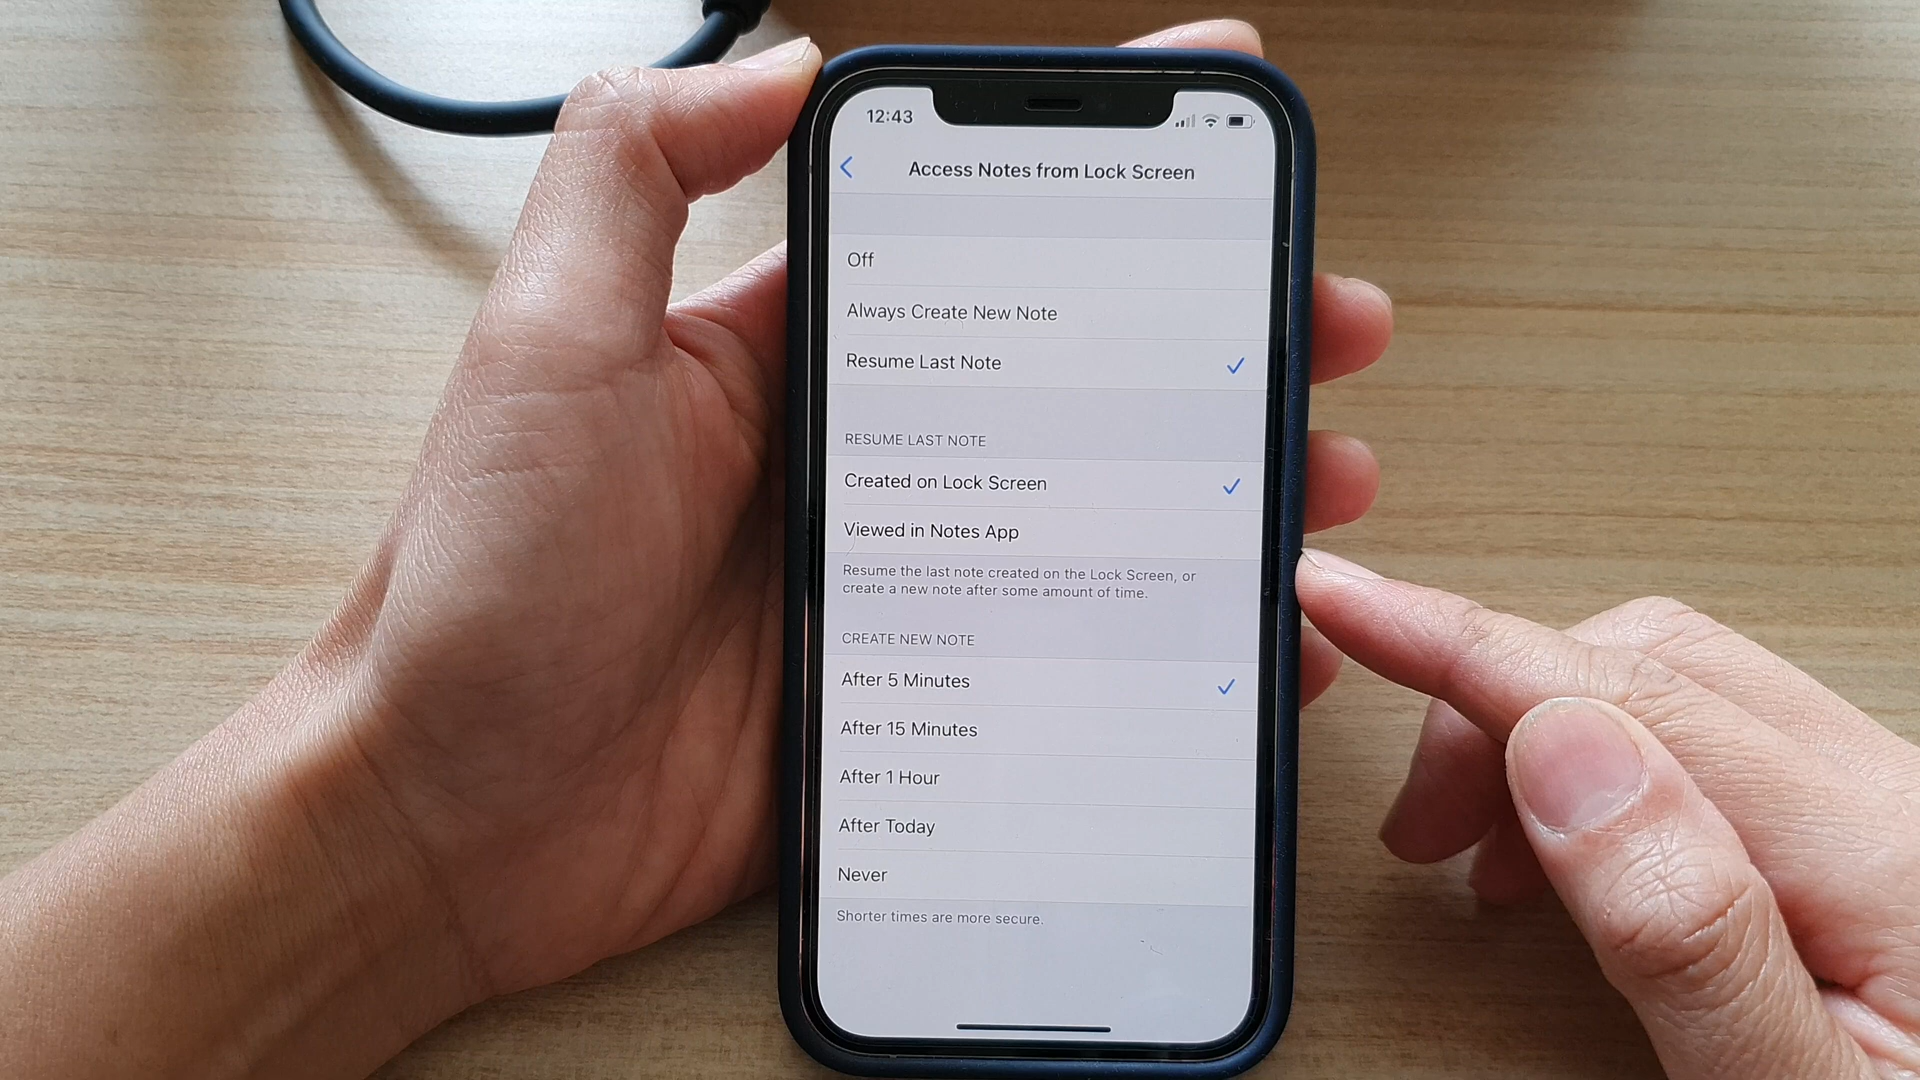 12:43
Access Notes from Lock Screen
Off
Always Create New Note
Resume Last Note
RESUME LAST NOTE
Created on Lock Screen
Viewed in Notes App
Resume the last note created on the Lock Screen, or
create a new note after some amount of time.
CREATE NEW NOTE
After 5 Minutes
After 15 Minutes
After 1 Hour
After Today
Never
Shorter times are more secure.